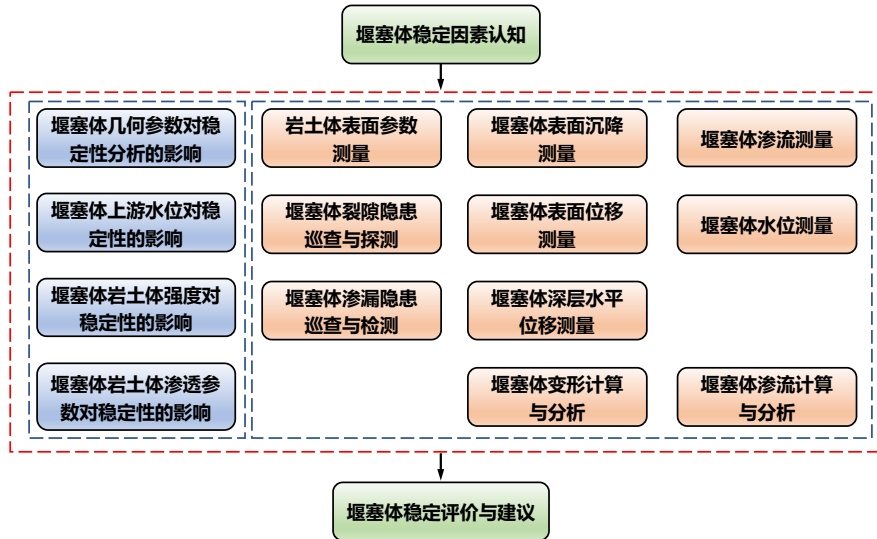 堰塞体稳定因素认知
堰塞体几何参数对稳
定性分析的影响
岩土体表面参数
测量
堰塞体表面沉降
测量
堰塞体渗流测量
堰塞体上游水位对稳
定性的影响
堰塞体裂隙隐患
巡查与探测
堰塞体表面位移
测量
堰塞体水位测量
堰塞体岩土体强度对
稳定性的影响
堰塞体渗漏隐患
巡查与检测
堰塞体深层水平
位移测量
堰塞体岩土体渗透参
数对稳定性的影响
堰塞体变形计算
与分析
堰塞体渗流计算
与分析
堰塞体稳定评价与建议